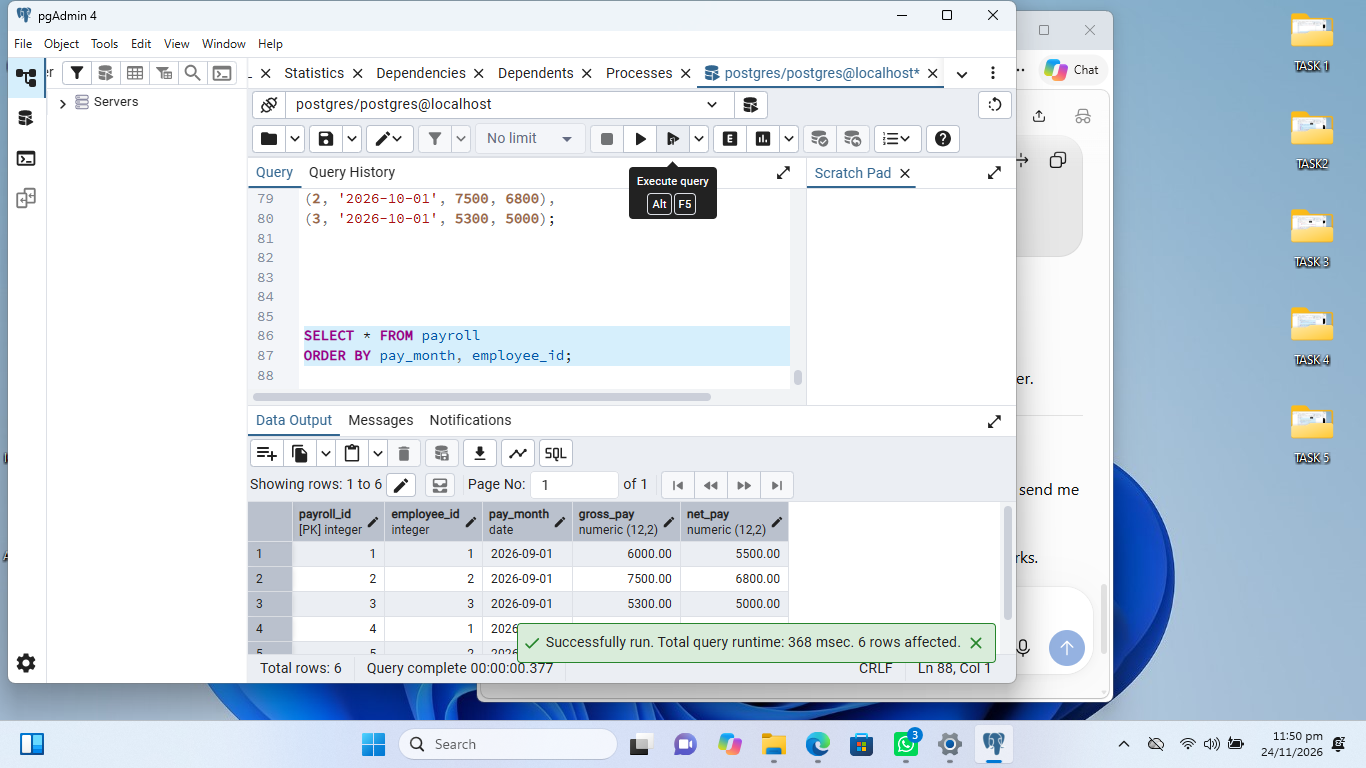 pgAdmin 4
File Object Tools Edit View Window Help
Statistics Dependencies Dependents Processes postgres/postgres@localhost*
Chat
Servers
postgres/postgres@localhost
No limit
E
Query Query History
Scratch Pad
Execute query
Alt F5
79 (2, '2026-10-01', 7500, 6800),
80 (3, '2026-10-01', 5300, 5000);
81
82
83
84
85
86 SELECT * FROM payroll
87 ORDER BY pay_month, employee_id;
88
er.
send me
rks.
Data Output Messages Notifications
SQL
Showing rows: 1 to 6 Page No: 1 of 1
payroll_id employee_id pay_month gross_pay net_pay
[PK] integer integer date numeric (12,2) numeric (12,2)
1 1 1 2026-09-01 6000.00 5500.00
2 2 2 2026-09-01 7500.00 6800.00
3 3 3 2026-09-01 5300.00 5000.00
4 4 1 2026
5 5 2 2026
Successfully run. Total query runtime: 368 msec. 6 rows affected.
Total rows: 6 Query complete 00:00:00.377 CRLF Ln 88, Col 1
TASK 1
TASK2
TASK 3
TASK 4
TASK 5
Search
3
11:50 pm
24/11/2026